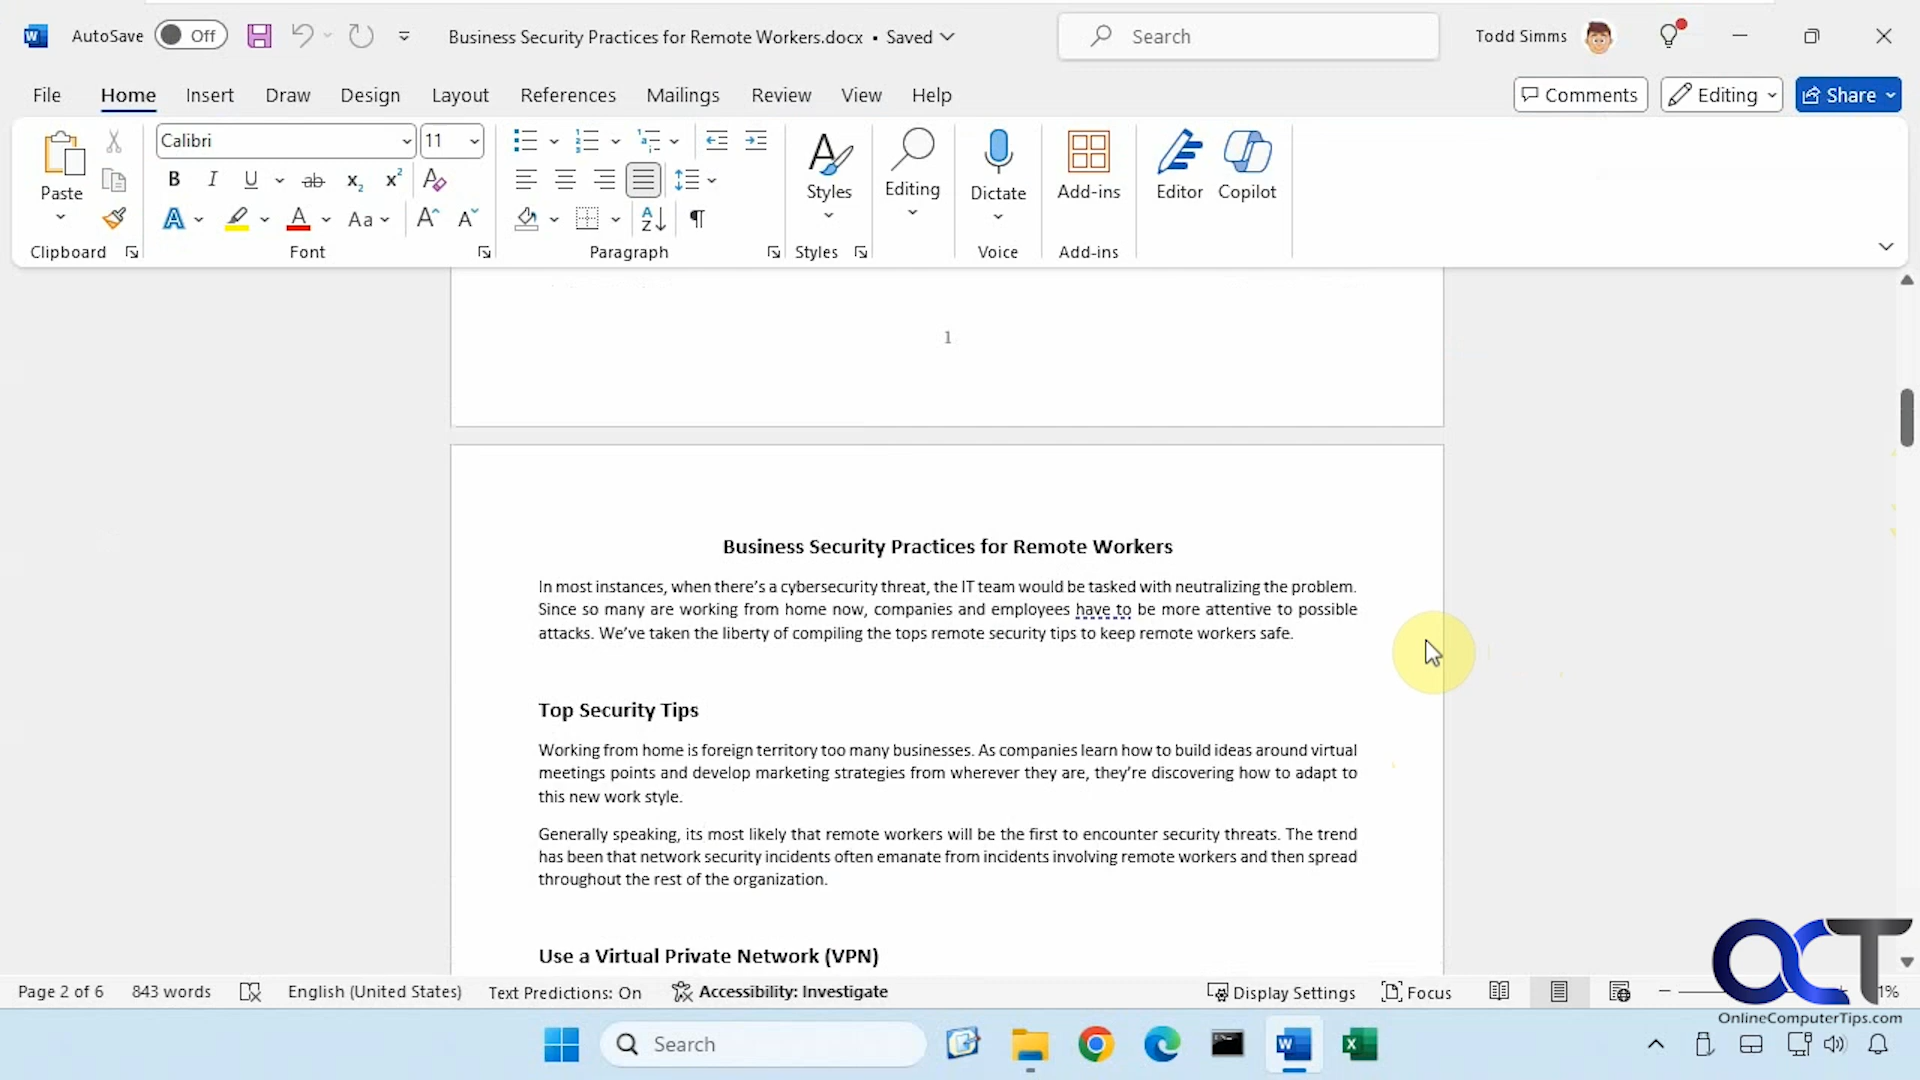 AutoSave Off Business Security Practices for Remote Workers.docx • Saved Search Todd Simms
File Home Insert Draw Design Layout References Mailings Review View Help Comments Editing Share
Calibri 11
Paste Styles Editing Dictate Add-ins Editor Copilot
Clipboard Font Paragraph Styles Voice Add-ins
1
Business Security Practices for Remote Workers
In most instances, when there’s a cybersecurity threat, the IT team would be tasked with neutralizing the problem.
Since so many are working from home now, companies and employees have to be more attentive to possible
attacks. We’ve taken the liberty of compiling the tops remote security tips to keep remote workers safe.
Top Security Tips
Working from home is foreign territory too many businesses. As companies learn how to build ideas around virtual
meetings points and develop marketing strategies from wherever they are, they’re discovering how to adapt to
this new work style.
Generally speaking, its most likely that remote workers will be the first to encounter security threats. The trend
has been that network security incidents often emanate from incidents involving remote workers and then spread
throughout the rest of the organization.
Use a Virtual Private Network (VPN)
Page 2 of 6 843 words English (United States) Text Predictions: On Accessibility: Investigate Display Settings Focus
OCT
OnlineComputerTips.com
Search